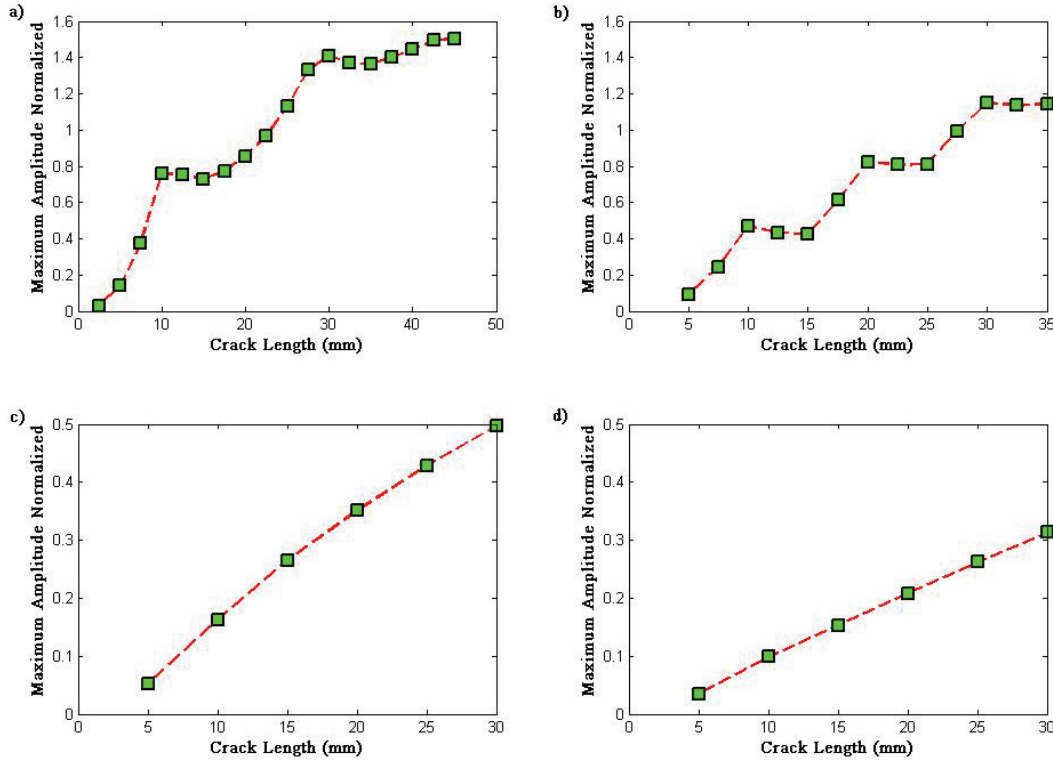 a)
Maximum Amplitude Normalized
1.6
1.4
1.2
1
0.8
0.6
0.4
0.2
0
0 10 20 30 40 50
Crack Length (mm)
b)
Maximum Amplitude Normalized
1.6
1.4
1.2
1
0.8
0.6
0.4
0.2
0
0 5 10 15 20 25 30 35
Crack Length (mm)
c)
Maximum Amplitude Normalized
0.5
0.4
0.3
0.2
0.1
0
0 5 10 15 20 25 30
Crack Length (mm)
d)
Maximum Amplitude Normalized
0.5
0.4
0.3
0.2
0.1
0
0 5 10 15 20 25 30
Crack Length (mm)